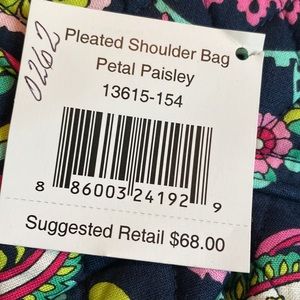 0262
Pleated Shoulder Bag
Petal Paisley
13615-154
8 86003 24192 9
Suggested Retail $68.00